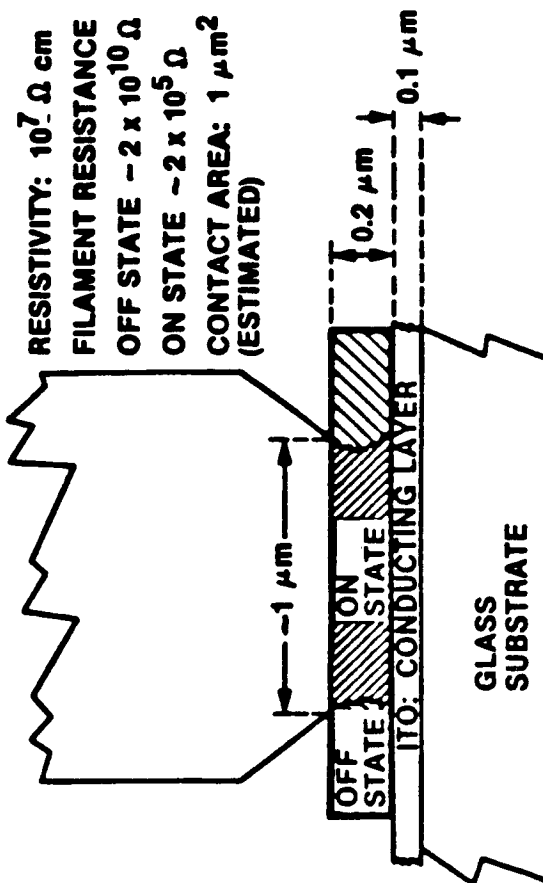 RESISTIVITY: 10⁷ Ω cm
FILAMENT RESISTANCE
OFF STATE ~ 2 x 10¹⁰ Ω
ON STATE ~ 2 x 10⁵ Ω
CONTACT AREA: 1 μm²
(ESTIMATED)
~1 μm
0.2 μm
0.1 μm
OFF
STATE
ON
STATE
ITO: CONDUCTING LAYER
GLASS
SUBSTRATE